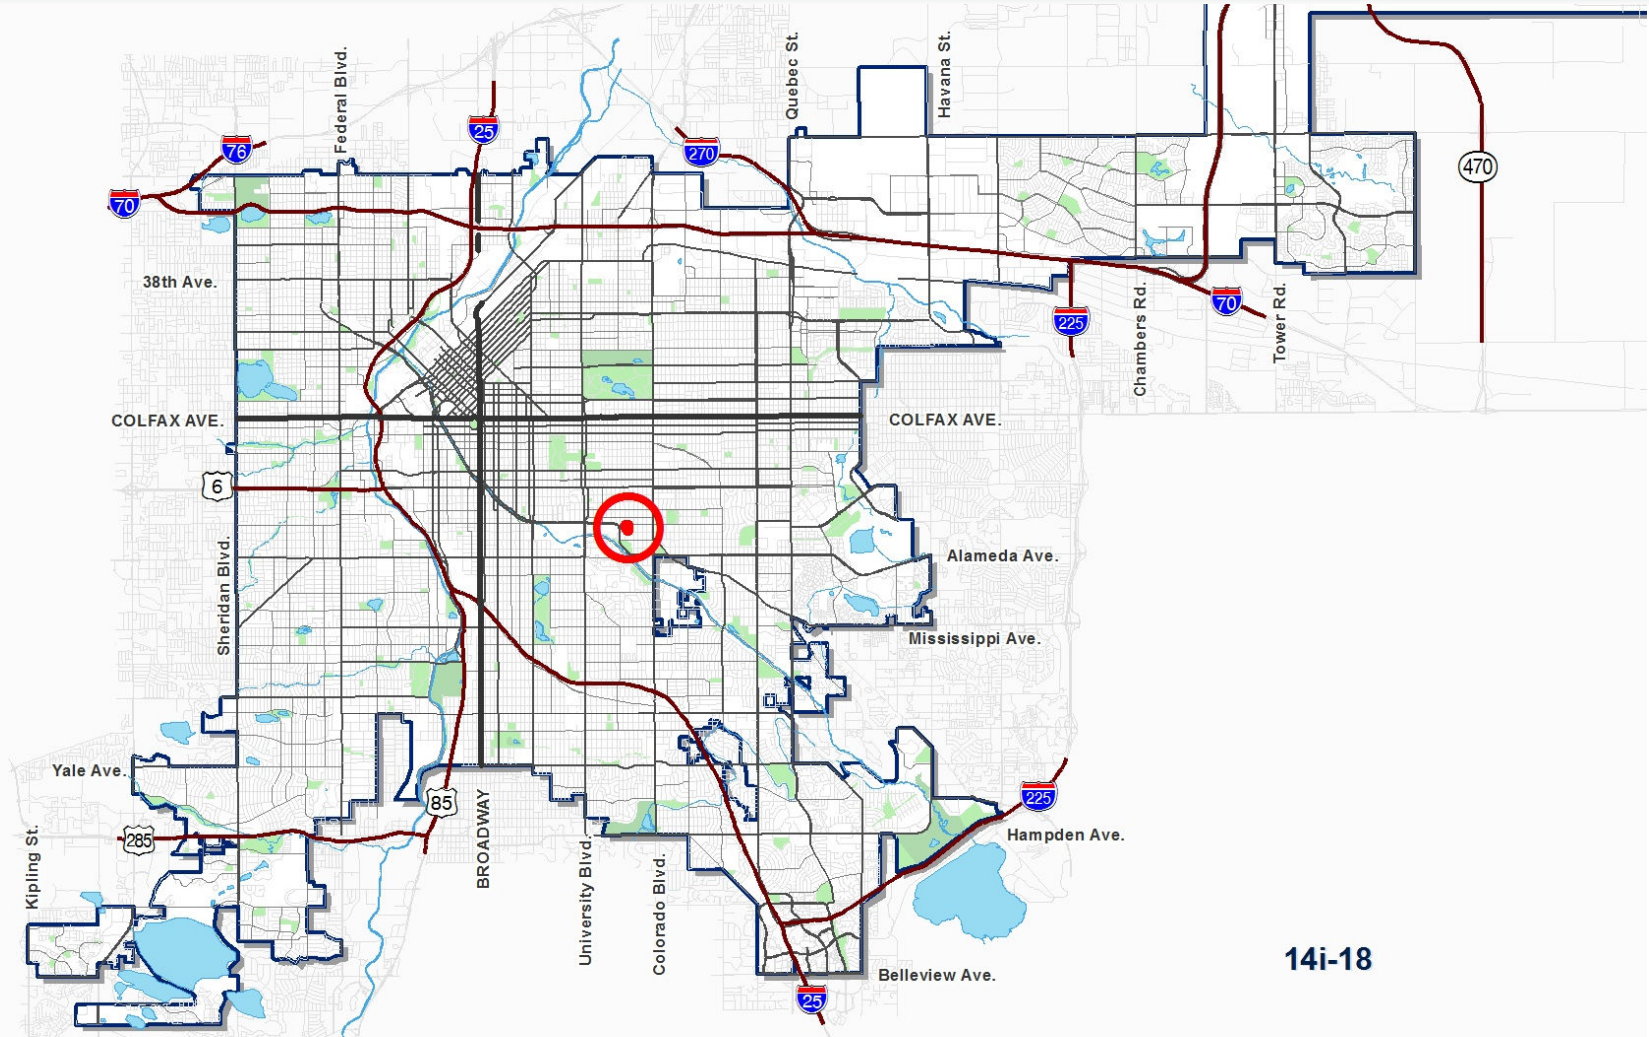 Federal Blvd.
Quebec St.
Havana St.
25
76
270
470
70
38th Ave.
70
225
Chambers Rd.
Tower Rd.
COLFAX AVE.
COLFAX AVE.
6
Sheridan Blvd.
Alameda Ave.
Mississippi Ave.
Yale Ave.
85
225
285
Hampden Ave.
Kipling St.
BROADWAY
University Blvd.
Colorado Blvd.
14i-18
Belleview Ave.
25